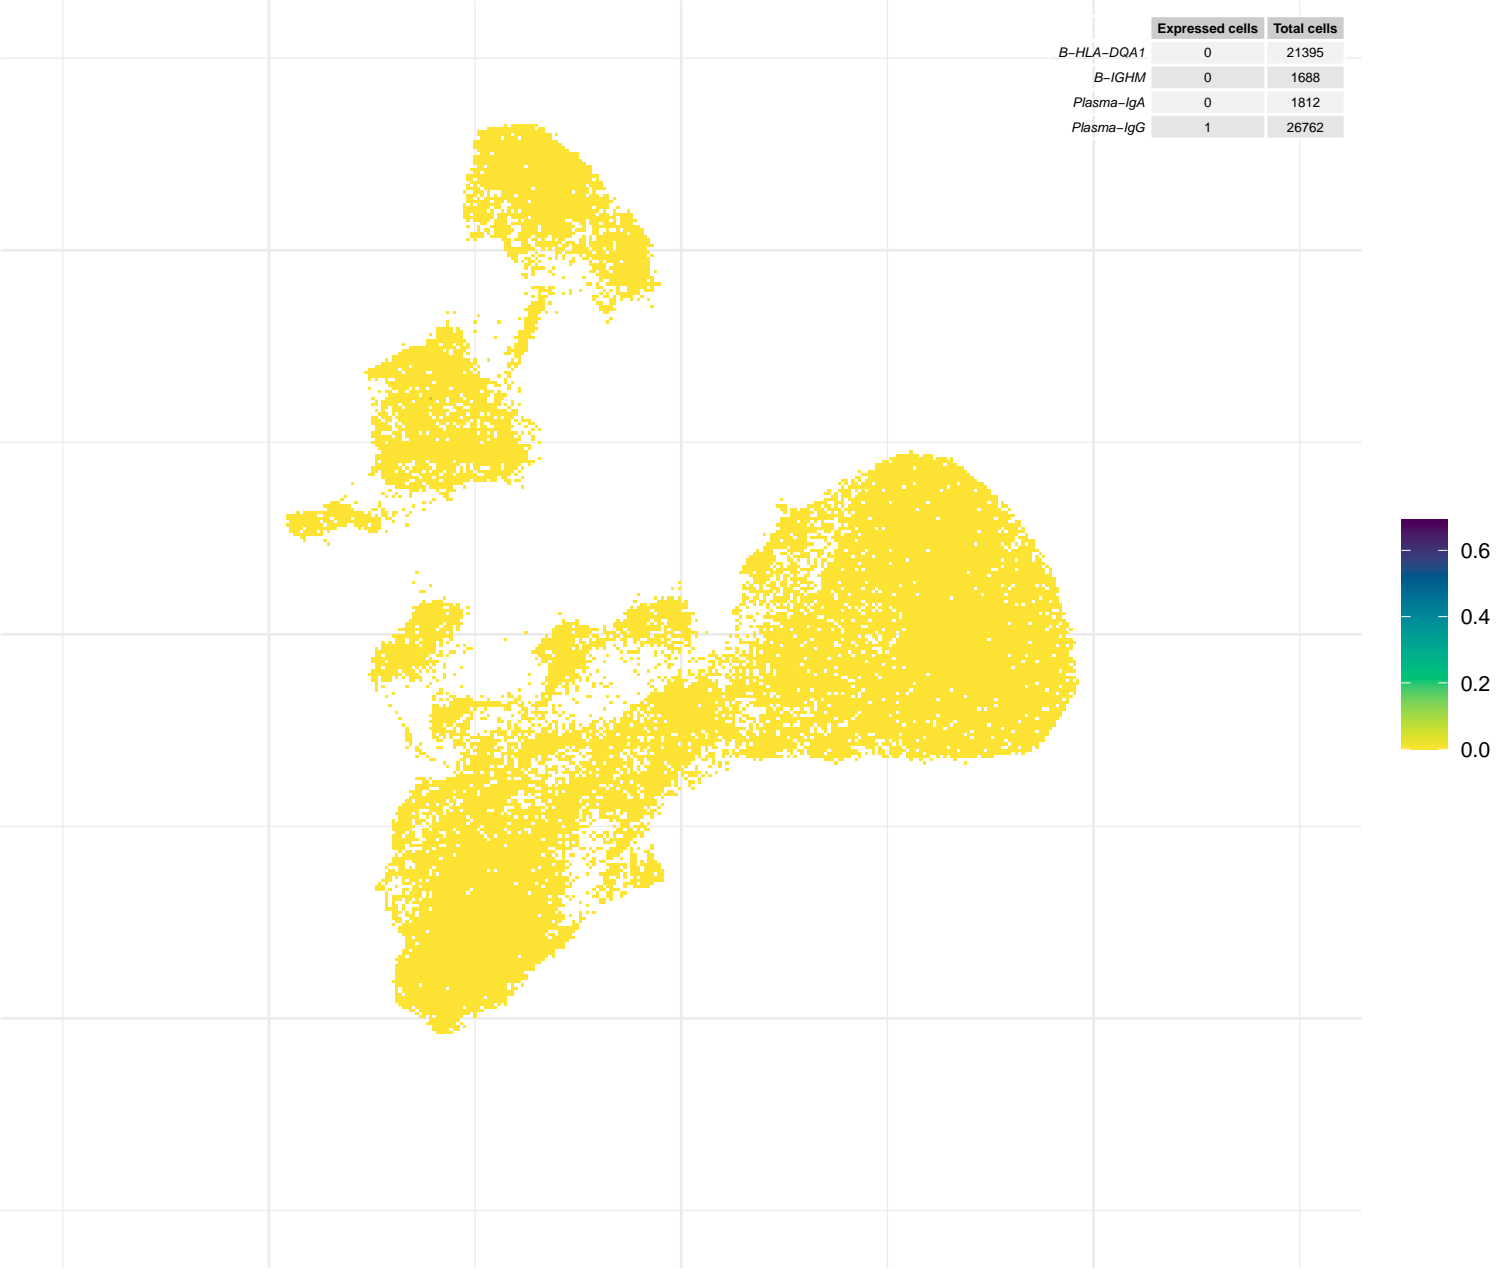 Expressed cells Total cells
B−HLA−DQA1 0 21395
B−IGHM 0 1688
Plasma−IgA 0 1812
Plasma−IgG 1 26762
0.6
0.4
0.2
0.0